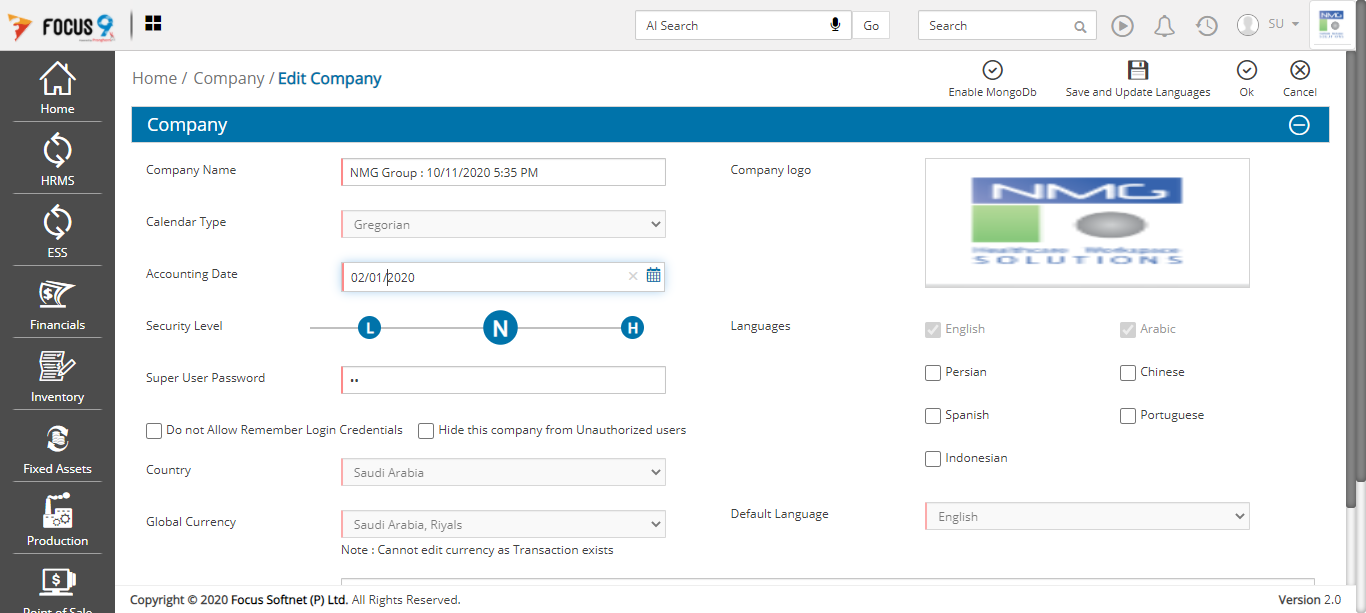 FOCUS 9
AI Search
Go
Search
SU
NMG
Home / Company / Edit Company
Enable MongoDb
Save and Update Languages
Ok
Cancel
Home
HRMS
ESS
Financials
Inventory
Fixed Assets
Production
Point of Sale
Company
Company Name
NMG Group : 10/11/2020 5:35 PM
Calendar Type
Gregorian
Accounting Date
02/01/2020
Security Level
L N H
Super User Password
••
Do not Allow Remember Login Credentials
Hide this company from Unauthorized users
Country
Saudi Arabia
Global Currency
Saudi Arabia, Riyals
Note : Cannot edit currency as Transaction exists
Company logo
NMG
Healthcare Workspace
SOLUTIONS
Languages
English Arabic
Persian Chinese
Spanish Portuguese
Indonesian
Default Language
English
Copyright © 2020 Focus Softnet (P) Ltd. All Rights Reserved.
Version 2.0